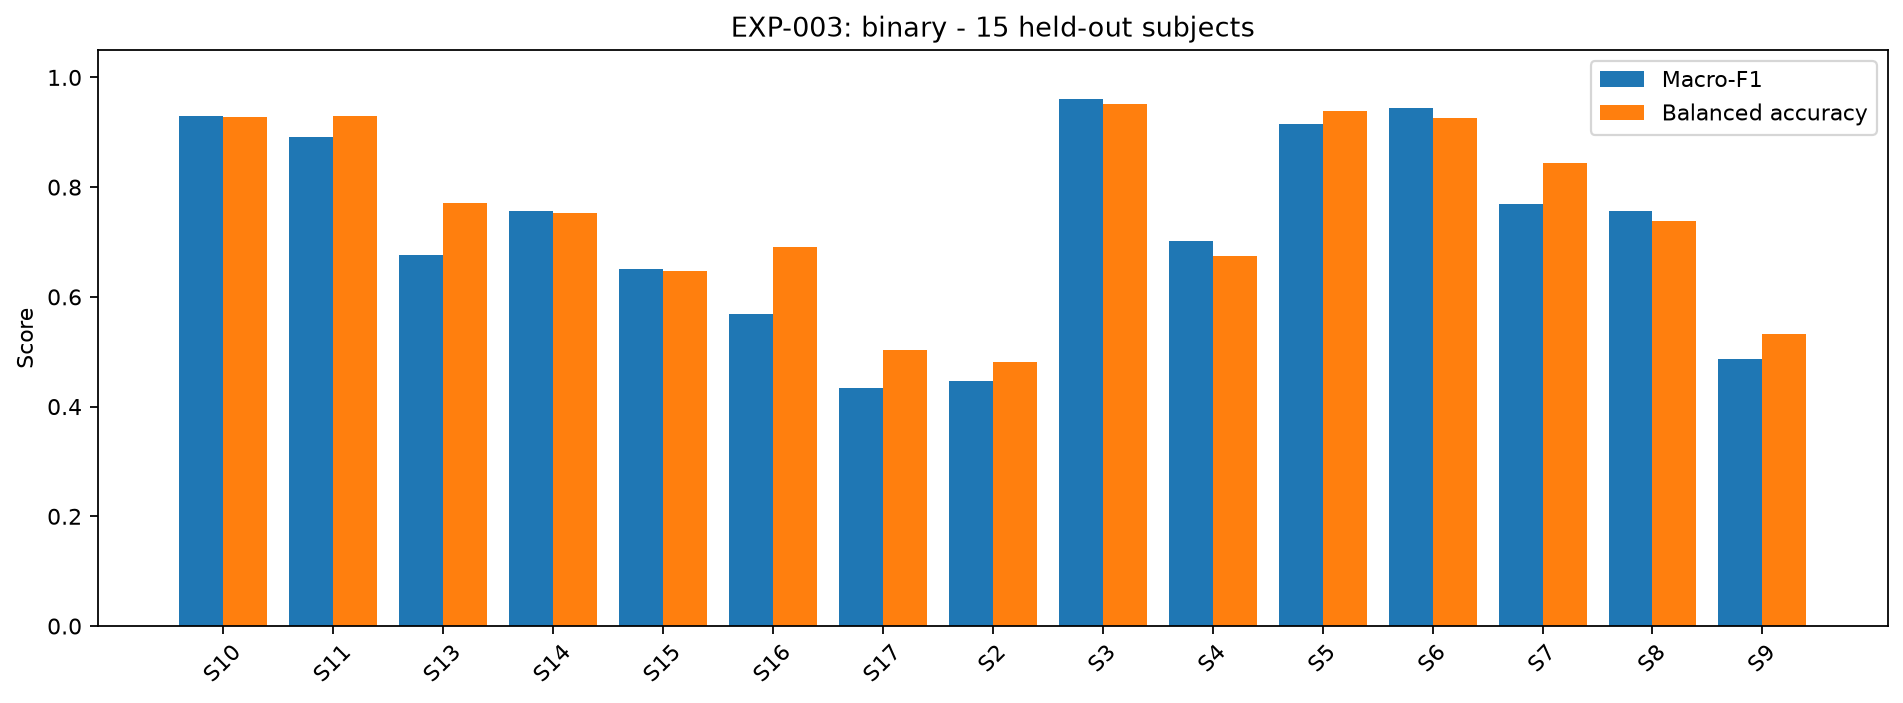 EXP-003: binary - 15 held-out subjects
Macro-F1
Balanced accuracy
Score
1.0
0.8
0.6
0.4
0.2
0.0
S10 S11 S13 S14 S15 S16 S17 S2 S3 S4 S5 S6 S7 S8 S9